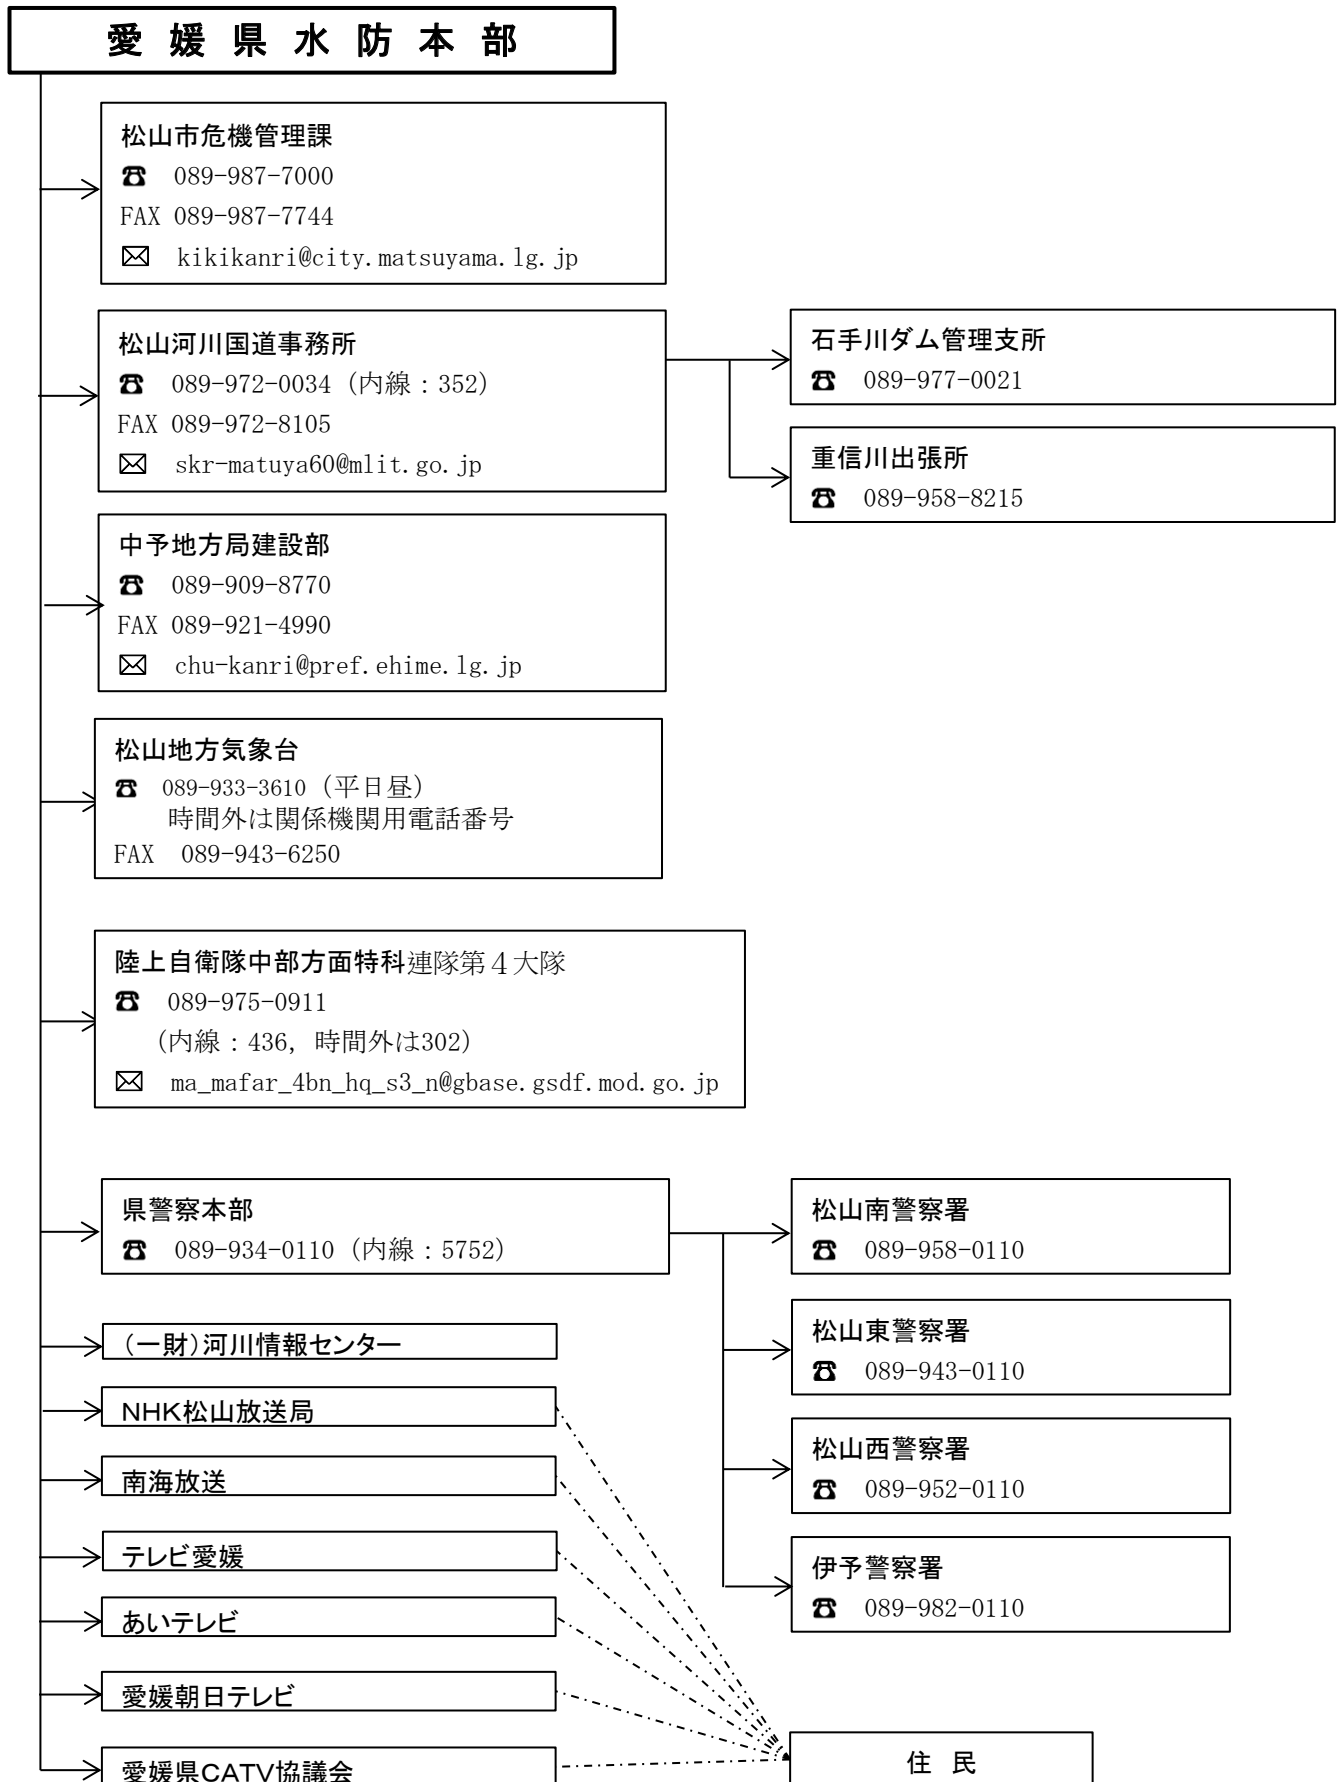 愛媛県水防本部
松山市危機管理課
☎ 089-987-7000
FAX 089-987-7744
✉ kikikanri@city.matsuyama.lg.jp
松山河川国道事務所
☎ 089-972-0034（内線：352）
FAX 089-972-8105
✉ skr-matuya60@mlit.go.jp
石手川ダム管理支所
☎ 089-977-0021
重信川出張所
☎ 089-958-8215
中予地方局建設部
☎ 089-909-8770
FAX 089-921-4990
✉ chu-kanri@pref.ehime.lg.jp
松山地方気象台
☎ 089-933-3610（平日昼）
時間外は関係機関用電話番号
FAX 089-943-6250
陸上自衛隊中部方面特科連隊第４大隊
☎ 089-975-0911
（内線：436，時間外は302）
✉ ma_mafar_4bn_hq_s3_n@gbase.gsdf.mod.go.jp
県警察本部
☎ 089-934-0110（内線：5752）
松山南警察署
☎ 089-958-0110
松山東警察署
☎ 089-943-0110
松山西警察署
☎ 089-952-0110
伊予警察署
☎ 089-982-0110
（一財）河川情報センター
NHK松山放送局
南海放送
テレビ愛媛
あいテレビ
愛媛朝日テレビ
愛媛県CATV協議会
住民